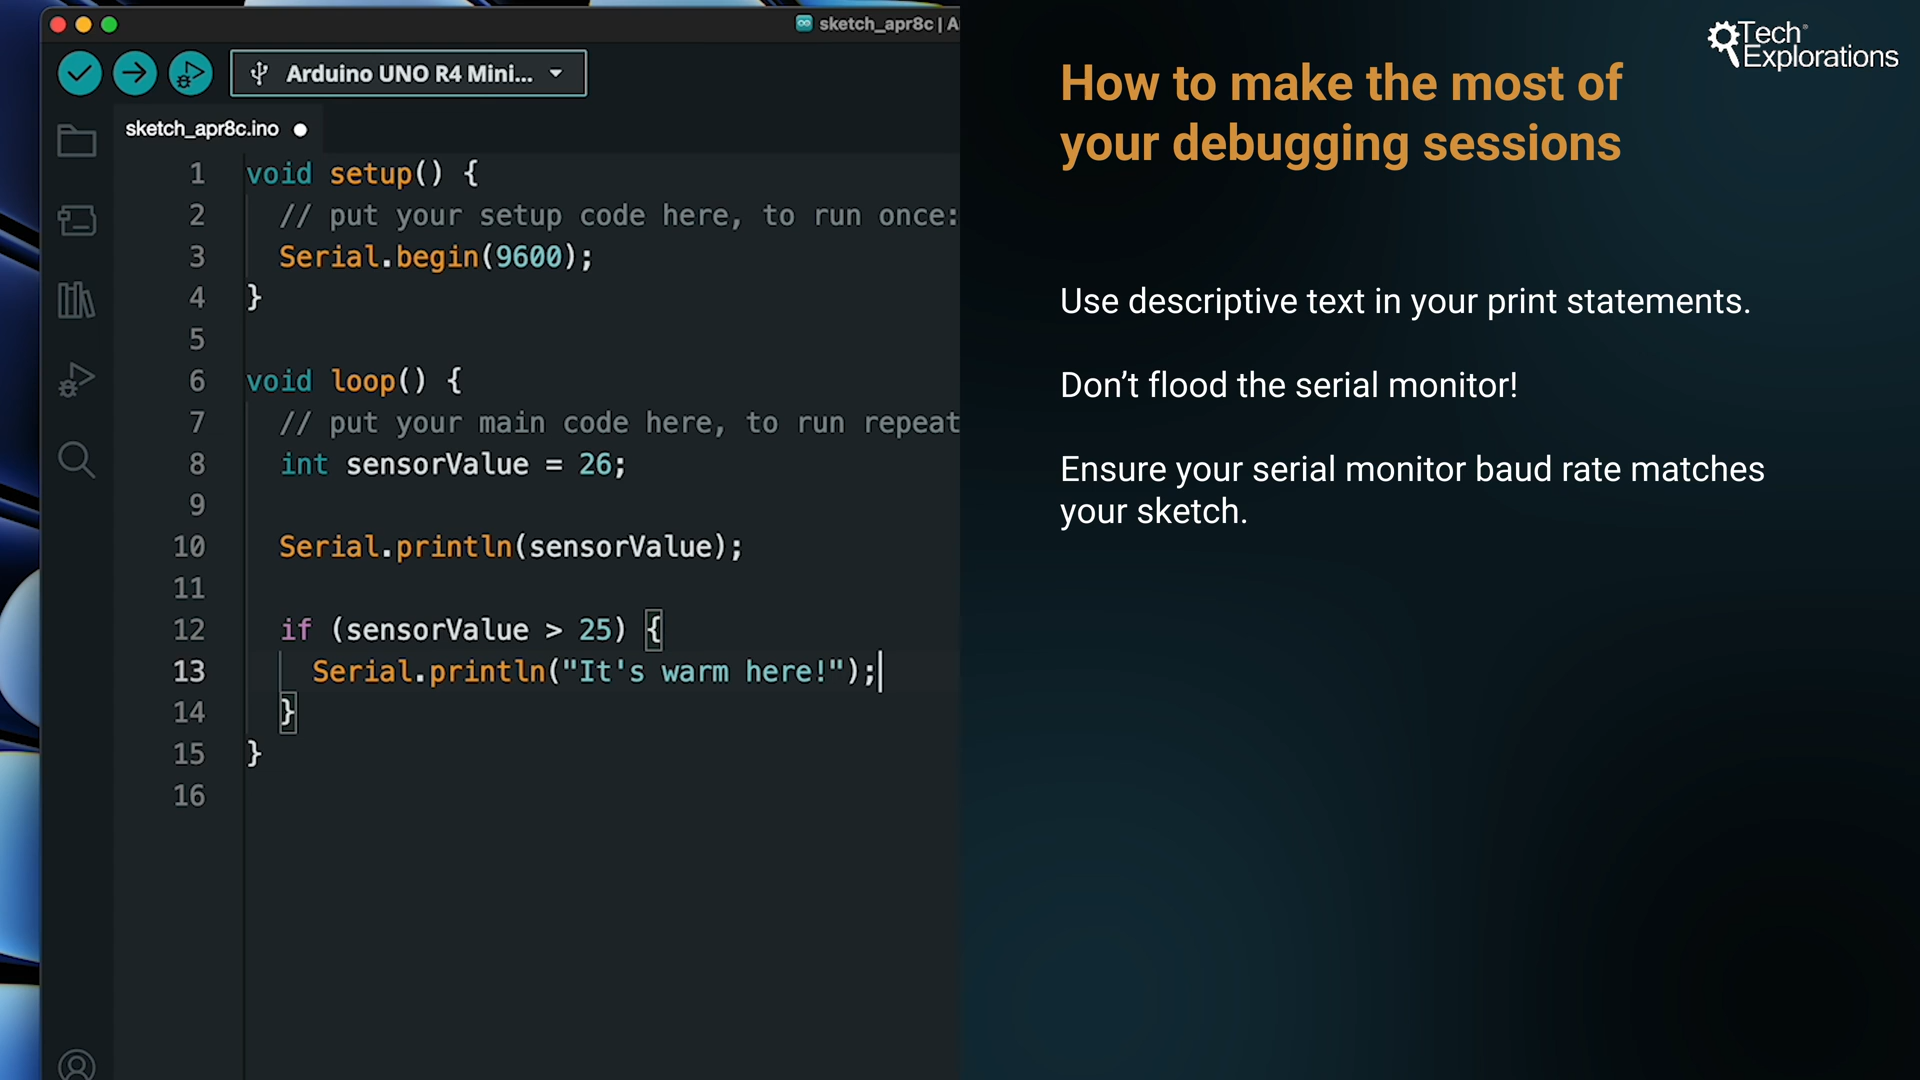 sketch_apr8c | A
Arduino UNO R4 Mini...
sketch_apr8c.ino
1 void setup() {
2 // put your setup code here, to run once:
3 Serial.begin(9600);
4 }
5
6 void loop() {
7 // put your main code here, to run repeat
8 int sensorValue = 26;
9
10 Serial.println(sensorValue);
11
12 if (sensorValue > 25) {
13 Serial.println("It's warm here!");
14 }
15 }
16
Tech
Explorations
How to make the most of
your debugging sessions
Use descriptive text in your print statements.
Don’t flood the serial monitor!
Ensure your serial monitor baud rate matches
your sketch.